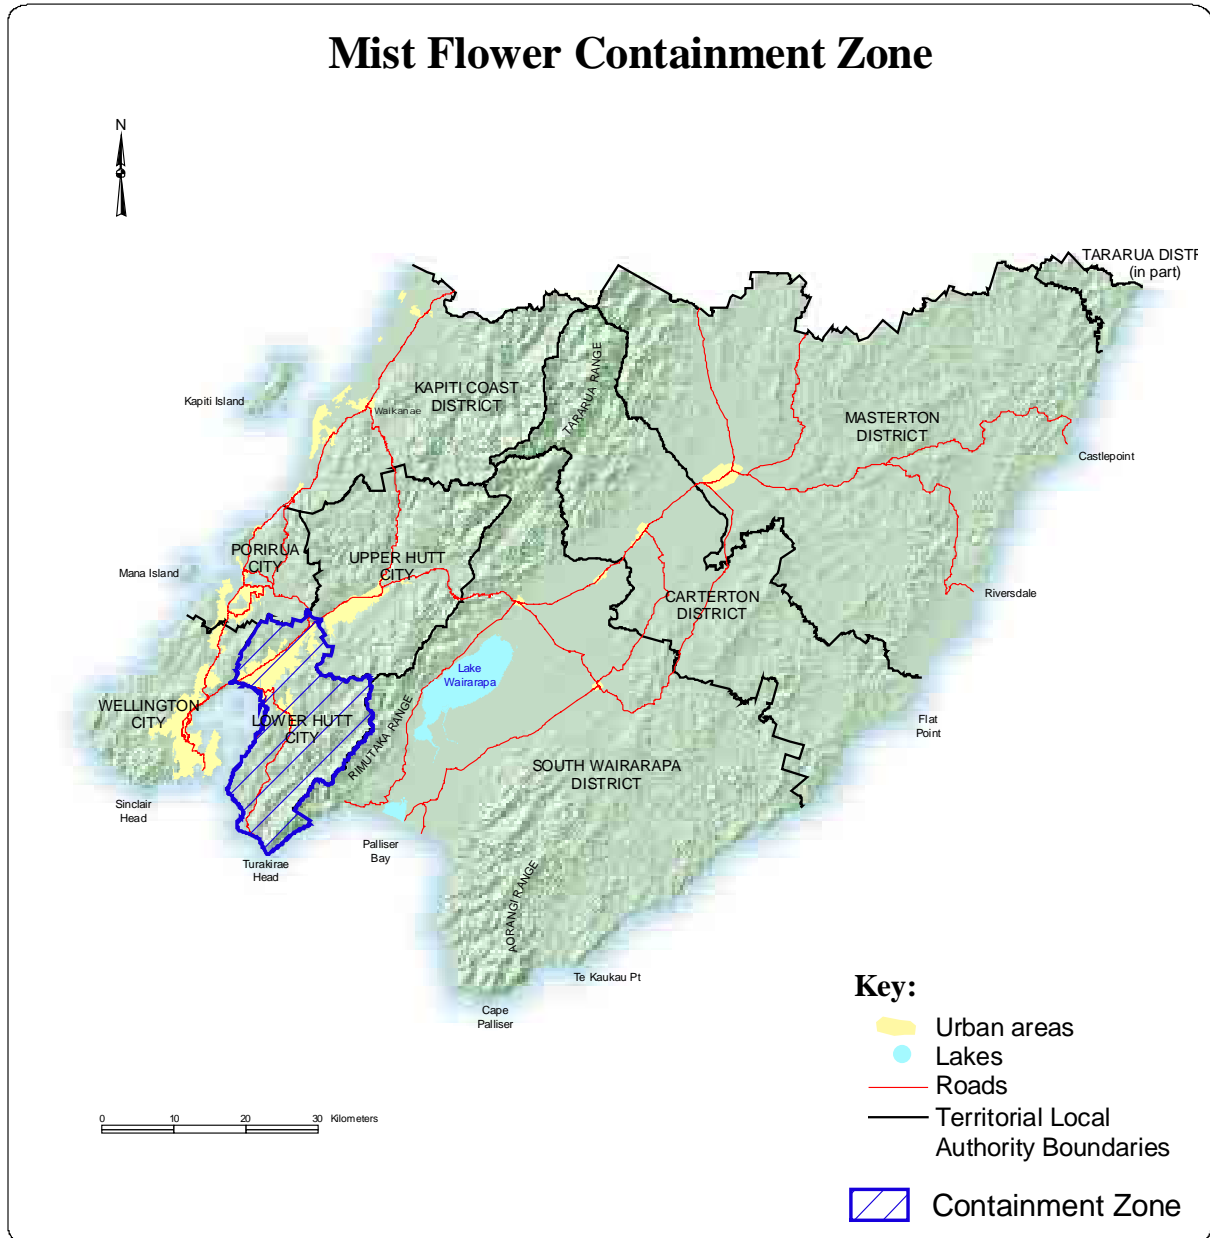 Mist Flower Containment Zone
N
TARARUA DISTF
(in part)
KAPITI COAST
DISTRICT
TARARUA RANGE
Kapiti Island
Waikanae
MASTERTON
DISTRICT
Castlepoint
PORIRUA
CITY
UPPER HUTT
CITY
Mana Island
CARTERTON
DISTRICT
Riversdale
Lake
Wairarapa
WELLINGTON
CITY
LOWER HUTT
CITY
RIMUTAKA RANGE
Flat
Point
SOUTH WAIRARAPA
DISTRICT
Sinclair
Head
Palliser
Bay
Turakirae
Head
AORANGI RANGE
Te Kaukau Pt
Cape
Palliser
Key:
Urban areas
Lakes
Roads
Territorial Local
Authority Boundaries
Containment Zone
0 10 20 30 Kilometers